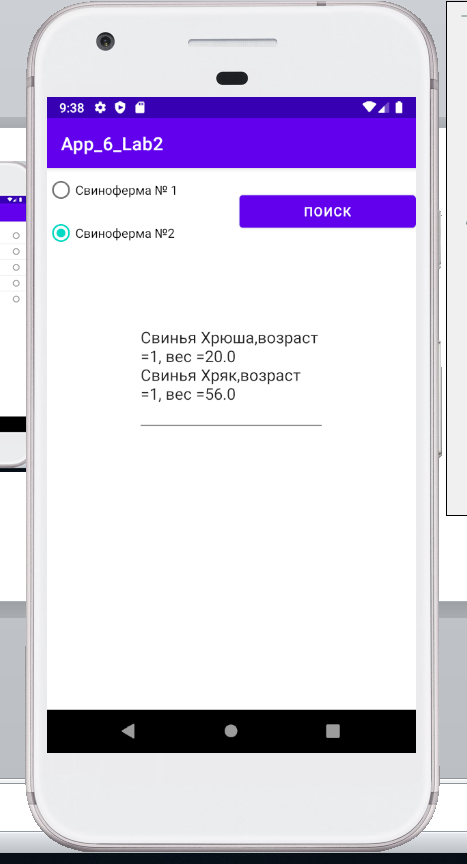 9:38
App_6_Lab2
Свиноферма № 1
ПОИСК
Свиноферма №2
Свинья Хрюша,возраст
=1, вес =20.0
Свинья Хряк,возраст
=1, вес =56.0